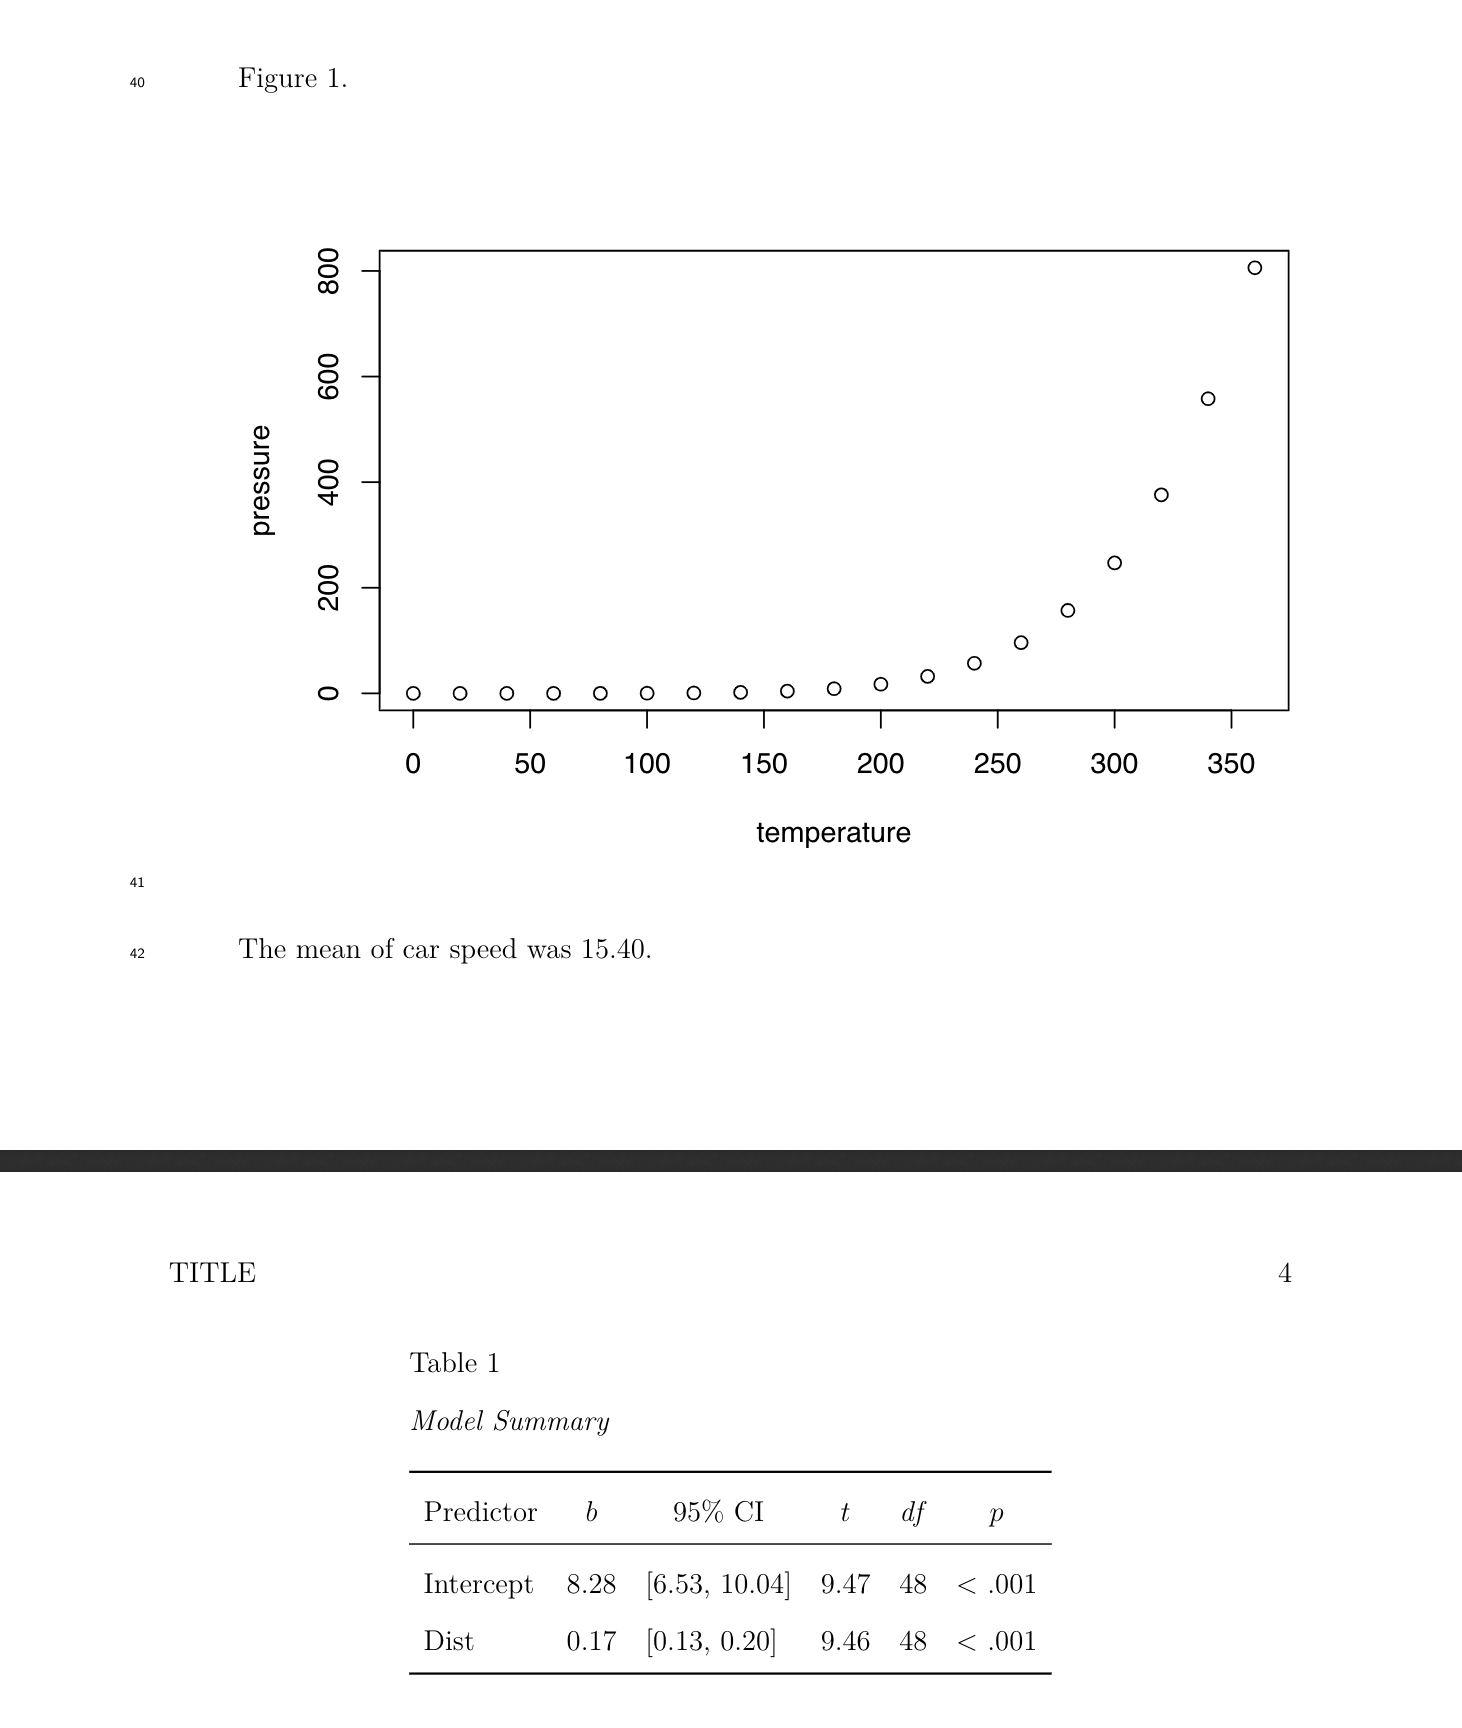 40 Figure 1.
800
600
400
200
0
pressure
0 50 100 150 200 250 300 350
temperature
41
42 The mean of car speed was 15.40.
TITLE 4
Table 1
Model Summary
Predictor b 95% CI t df p
Intercept 8.28 [6.53, 10.04] 9.47 48 < .001
Dist 0.17 [0.13, 0.20] 9.46 48 < .001